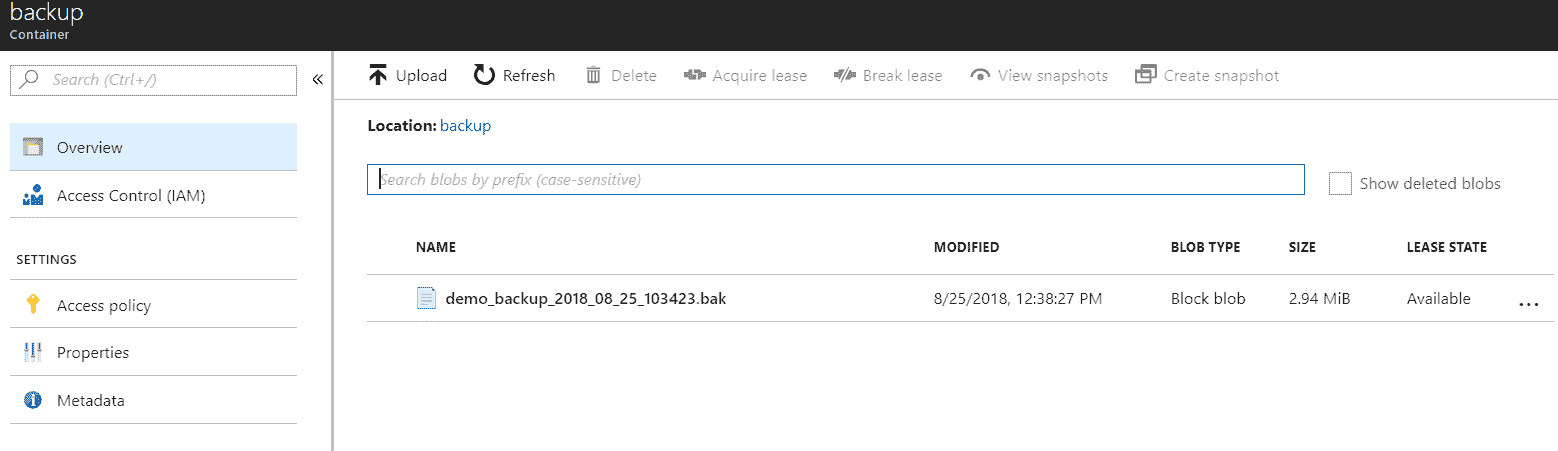 backup
Container
Search (Ctrl+/)
«
Upload
Refresh
Delete
Acquire lease
Break lease
View snapshots
Create snapshot
Overview
Access Control (IAM)
SETTINGS
Access policy
Properties
Metadata
Location: backup
Search blobs by prefix (case-sensitive)
Show deleted blobs
NAME MODIFIED BLOB TYPE SIZE LEASE STATE
demo_backup_2018_08_25_103423.bak 8/25/2018, 12:38:27 PM Block blob 2.94 MiB Available ...